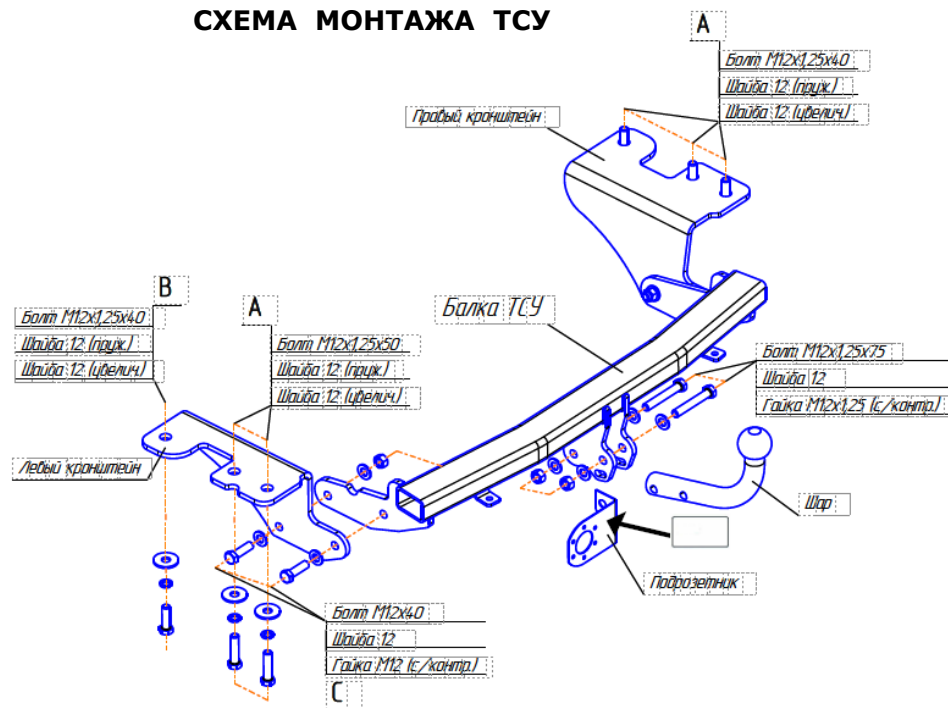 СХЕМА МОНТАЖА ТСУ
А
Болт М12х1,25х40
Шайба 12 (пруж.)
Шайба 12 (увелич.)
Правый кронштейн
В
Болт М12х1,25х40
Шайба 12 (пруж.)
Шайба 12 (увелич.)
А
Болт М12х1,25х50
Шайба 12 (пруж.)
Шайба 12 (увелич.)
Балка ТСУ
Болт М12х1,25х75
Шайба 12
Гайка М12х1,25 (с/контр.)
Левый кронштейн
Шар
Подрозетник
Болт М12х40
Шайба 12
Гайка М12 (с/контр.)
С